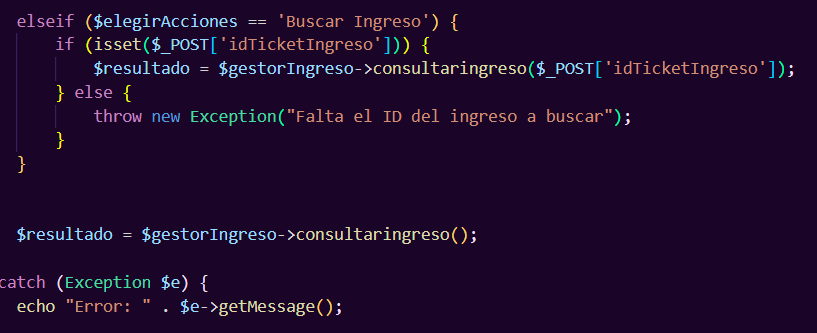 elseif ($elegirAcciones == 'Buscar Ingreso') {
if (isset($_POST['idTicketIngreso'])) {
$resultado = $gestorIngreso->consultaringreso($_POST['idTicketIngreso']);
} else {
throw new Exception("Falta el ID del ingreso a buscar");
}
}
$resultado = $gestorIngreso->consultaringreso();
catch (Exception $e) {
echo "Error: " . $e->getMessage();